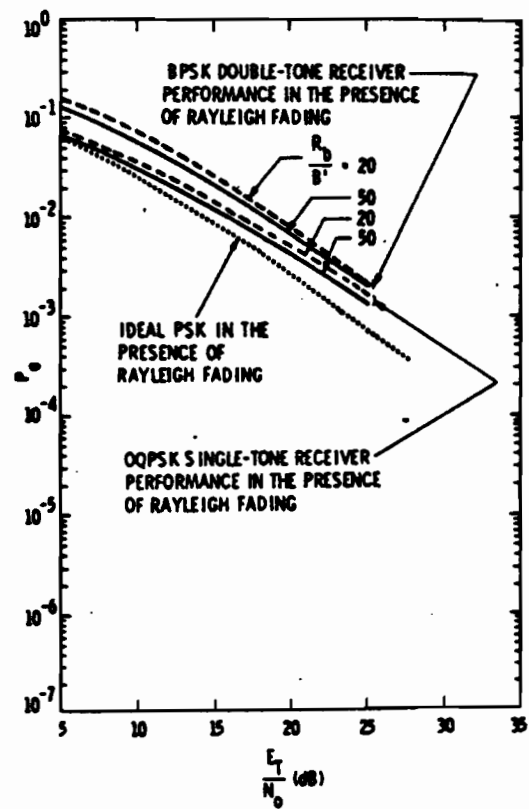 10^0
10^-1
10^-2
10^-3
10^-4
10^-5
10^-6
10^-7
P_e
BPSK DOUBLE-TONE RECEIVER
PERFORMANCE IN THE PRESENCE
OF RAYLEIGH FADING
R_b
B' = 20
50
20
50
IDEAL PSK IN THE
PRESENCE OF
RAYLEIGH FADING
OQPSK SINGLE-TONE RECEIVER
PERFORMANCE IN THE PRESENCE
OF RAYLEIGH FADING
5 10 15 20 25 30 35
E_T
N_o (dB)